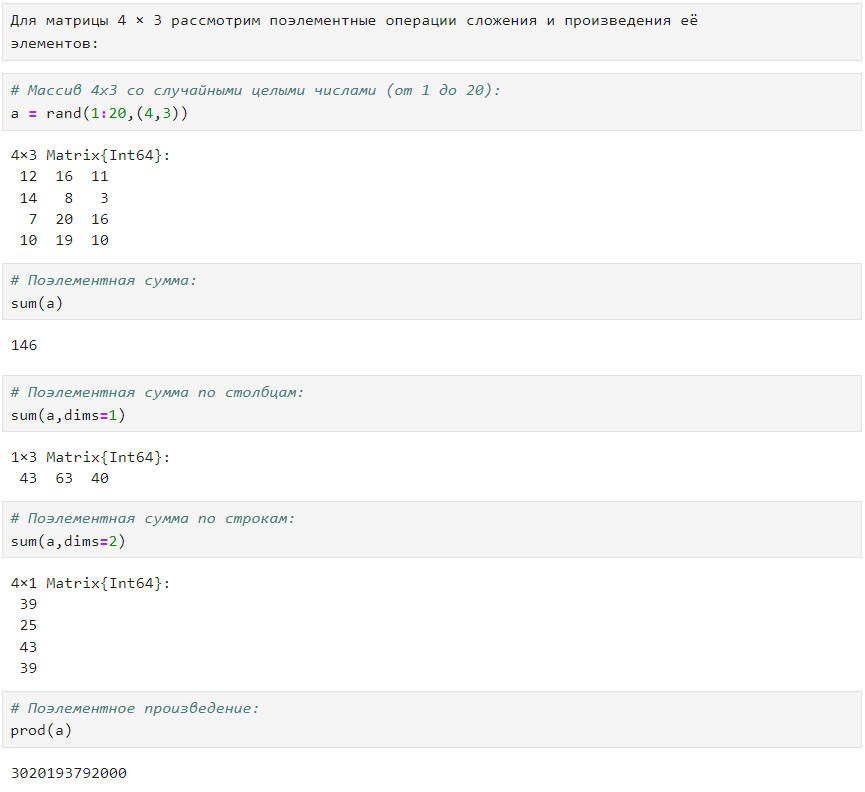 Для матрицы 4 × 3 рассмотрим поэлементные операции сложения и произведения её
элементов:
# Массив 4x3 со случайными целыми числами (от 1 до 20):
a = rand(1:20,(4,3))
4×3 Matrix{Int64}:
 12  16  11
 14   8   3
  7  20  16
 10  19  10
# Поэлементная сумма:
sum(a)
146
# Поэлементная сумма по столбцам:
sum(a,dims=1)
1×3 Matrix{Int64}:
 43  63  40
# Поэлементная сумма по строкам:
sum(a,dims=2)
4×1 Matrix{Int64}:
 39
 25
 43
 39
# Поэлементное произведение:
prod(a)
3020193792000